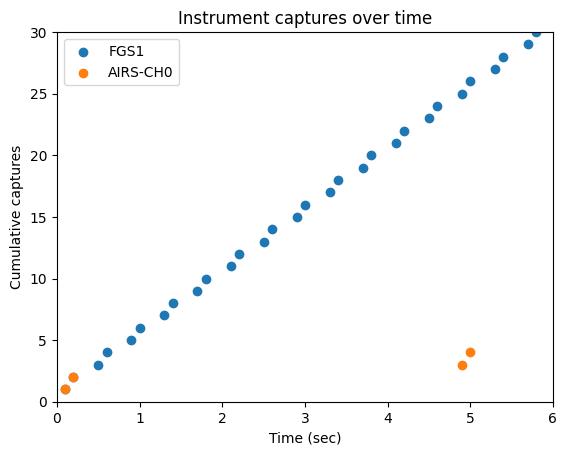 Instrument captures over time
FGS1
AIRS-CH0
Cumulative captures
30
25
20
15
10
5
0
0 1 2 3 4 5 6
Time (sec)